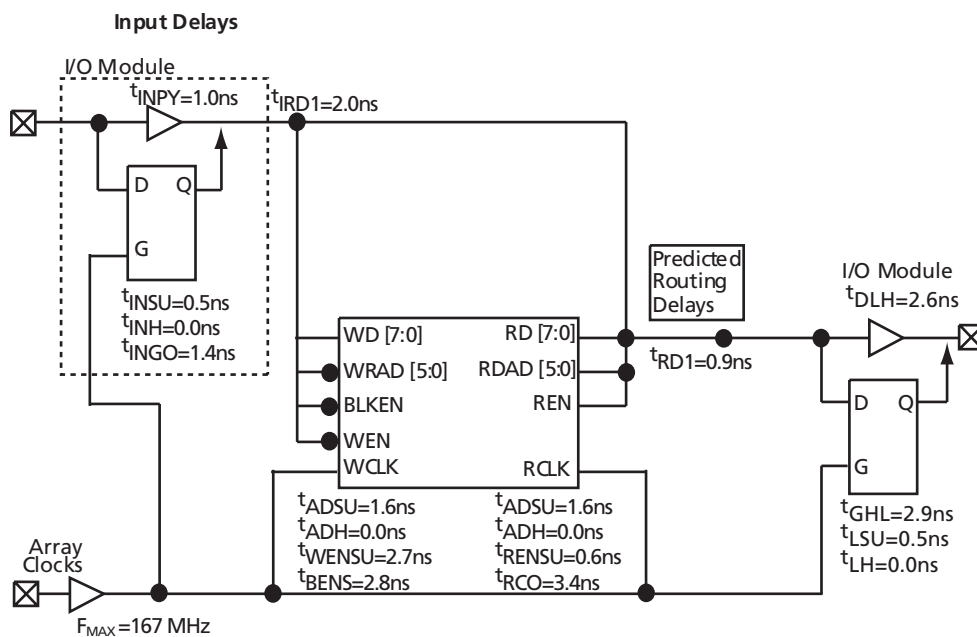 Input Delays
I/O Module
tINPY=1.0ns
tIRD1=2.0ns
D
Q
G
tINSU=0.5ns
tINH=0.0ns
tINGO=1.4ns
Predicted
Routing
Delays
I/O Module
tDLH=2.6ns
WD [7:0]
RD [7:0]
WRAD [5:0]
RDAD [5:0]
BLKEN
REN
WEN
WCLK
RCLK
tRD1=0.9ns
D
Q
G
tADSU=1.6ns
tADH=0.0ns
tWENSU=2.7ns
tBENS=2.8ns
tADSU=1.6ns
tADH=0.0ns
tRENSU=0.6ns
tRCO=3.4ns
tGHL=2.9ns
tLSU=0.5ns
tLH=0.0ns
Array
Clocks
FMAX=167 MHz